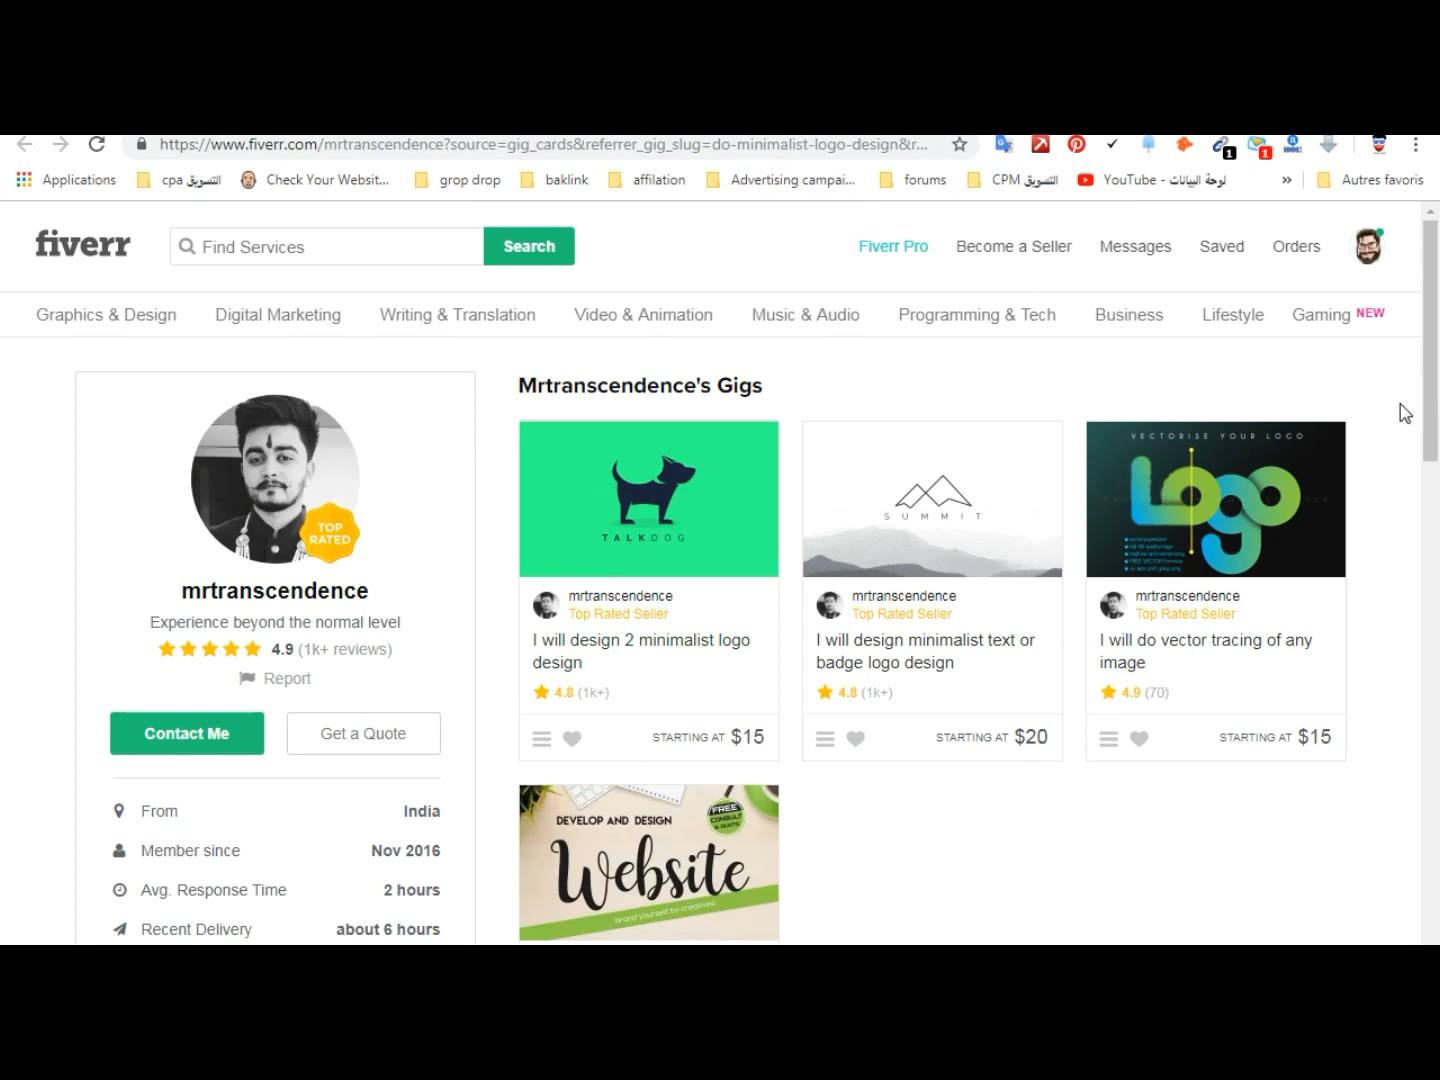 https://www.fiverr.com/mrtranscendence?source=gig_cards&referrer_gig_slug=do-minimalist-logo-design&r...
1
1
Applications
cpa التسويق
Check Your Websit...
grop drop
baklink
affilation
Advertising campai...
forums
CPM التسويق
YouTube - لوحة البيانات
»
Autres favoris
fiverr
Find Services
Search
Fiverr Pro
Become a Seller
Messages
Saved
Orders
Graphics & Design
Digital Marketing
Writing & Translation
Video & Animation
Music & Audio
Programming & Tech
Business
Lifestyle
Gaming NEW
TOP
RATED
mrtranscendence
Experience beyond the normal level
4.9 (1k+ reviews)
Report
Contact Me
Get a Quote
From India
Member since Nov 2016
Avg. Response Time 2 hours
Recent Delivery about 6 hours
Mrtranscendence's Gigs
TALKDOG
mrtranscendence
Top Rated Seller
I will design 2 minimalist logo
design
4.8 (1k+)
STARTING AT $15
SUMMIT
mrtranscendence
Top Rated Seller
I will design minimalist text or
badge logo design
4.8 (1k+)
STARTING AT $20
VECTORISE YOUR LOGO
Logo
mrtranscendence
Top Rated Seller
I will do vector tracing of any
image
4.9 (70)
STARTING AT $15
DEVELOP AND DESIGN
FREE
CONSULT
& QUOTE
Website
brand yourself by creatives